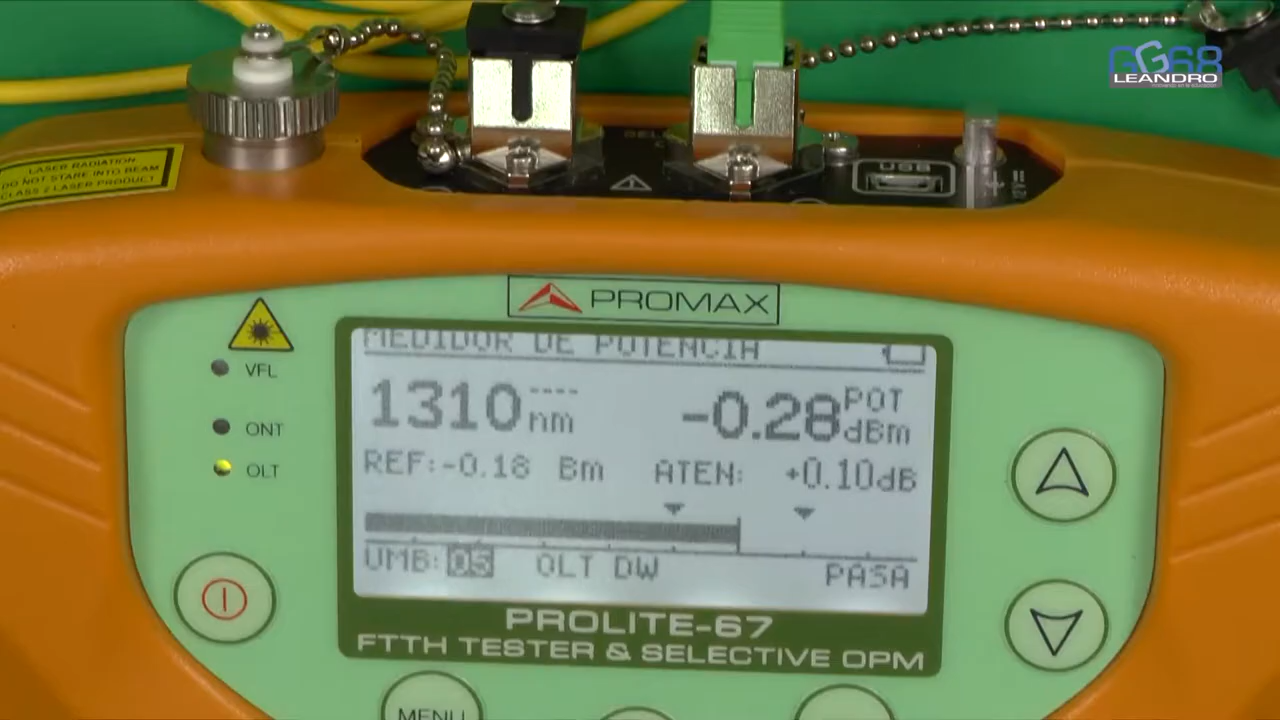 GG68
LEANDRO
LASER RADIATION
DO NOT STARE INTO BEAM
CLASS 2 LASER PRODUCT
USB
PROMAX
VFL
ONT
OLT
MEDIDOR DE POTENCIA
1310 nm ---- -0.28 POT dBm
REF:-0.18 Bm ATEN: +0.10dB
UMB: 05 OLT DW PASA
PROLITE-67
FTTH TESTER & SELECTIVE OPM
MENU